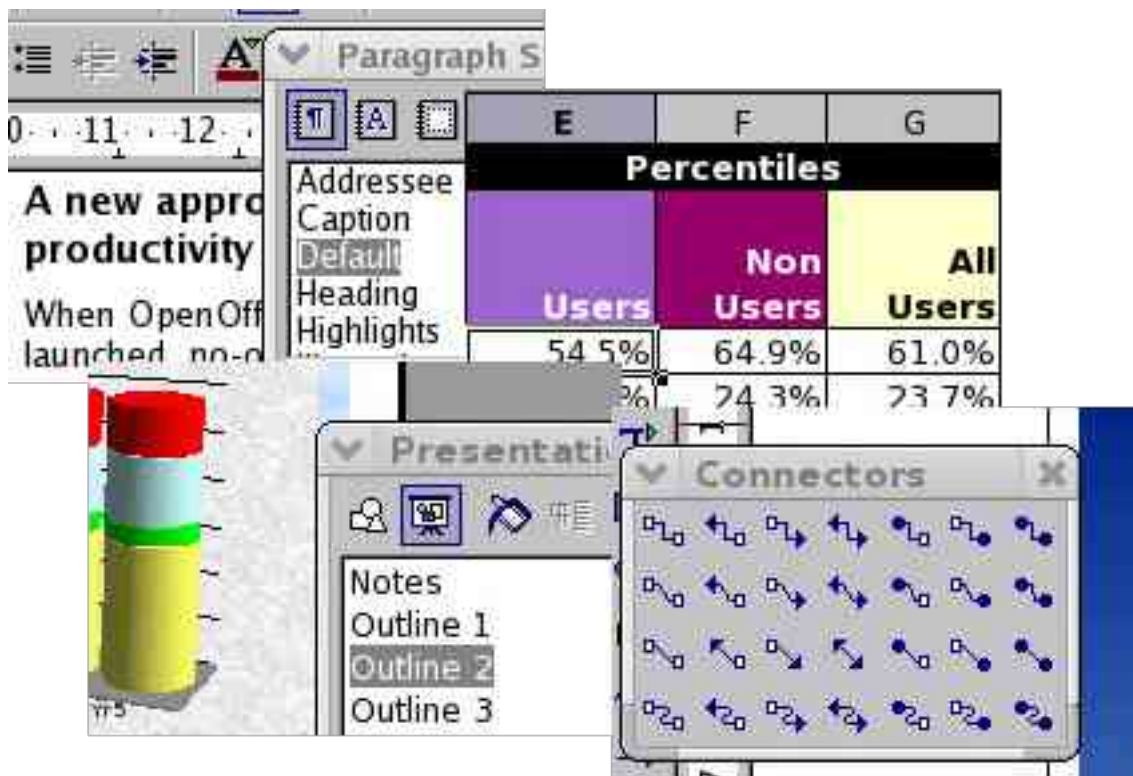 Paragraph S
11 12
A new appro
productivity
When OpenOff
launched, no-o
Addressee
Caption
Default
Heading
Highlights
E F G
Percentiles
Users
Non Users
All Users
54.5% 64.9% 61.0%
% 24.3% 23.7%
Presentati
Notes
Outline 1
Outline 2
Outline 3
Connectors